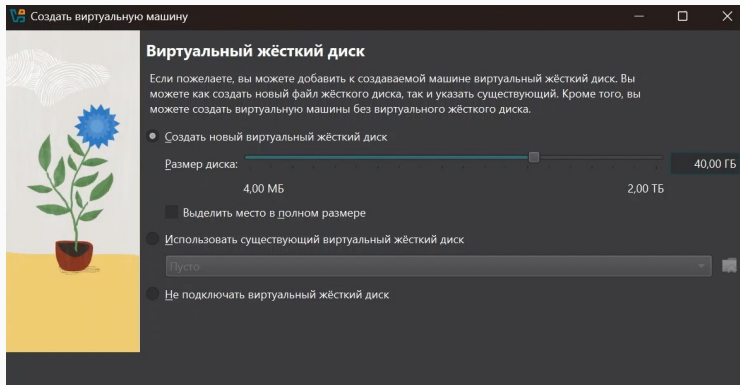 Создать виртуальную машину
Виртуальный жёсткий диск
Если пожелаете, вы можете добавить к создаваемой машине виртуальный жёсткий диск. Вы
можете как создать новый файл жёсткого диска, так и указать существующий. Кроме того, вы
можете создать виртуальную машины без виртуального жёсткого диска.
Создать новый виртуальный жёсткий диск
Размер диска: 40,00 ГБ
4,00 МБ 2,00 ТБ
Выделить место в полном размере
Использовать существующий виртуальный жёсткий диск
Пусто
Не подключать виртуальный жёсткий диск